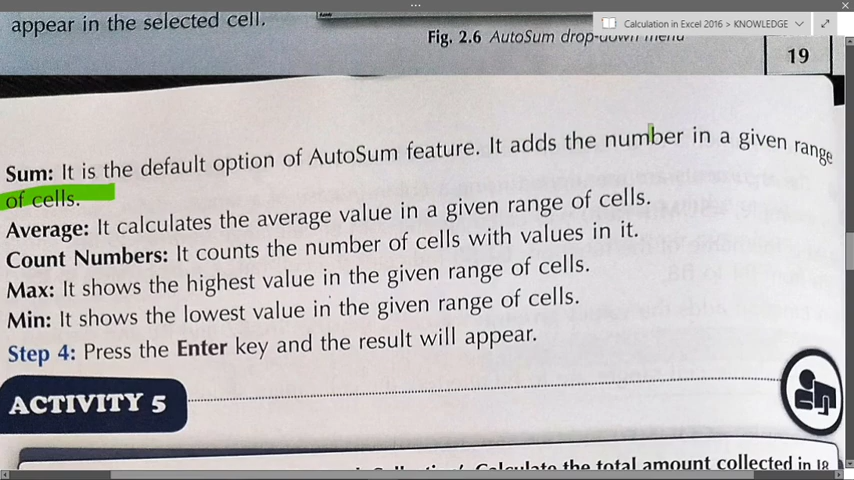 Calculation in Excel 2016 > KNOWLEDGE
appear in the selected cell.
Fig. 2.6 AutoSum drop-down menu
19
Sum: It is the default option of AutoSum feature. It adds the number in a given range
of cells.
Average: It calculates the average value in a given range of cells.
Count Numbers: It counts the number of cells with values in it.
Max: It shows the highest value in the given range of cells.
Min: It shows the lowest value in the given range of cells.
Step 4: Press the Enter key and the result will appear.
ACTIVITY 5
Calculate the total amount collected in 18